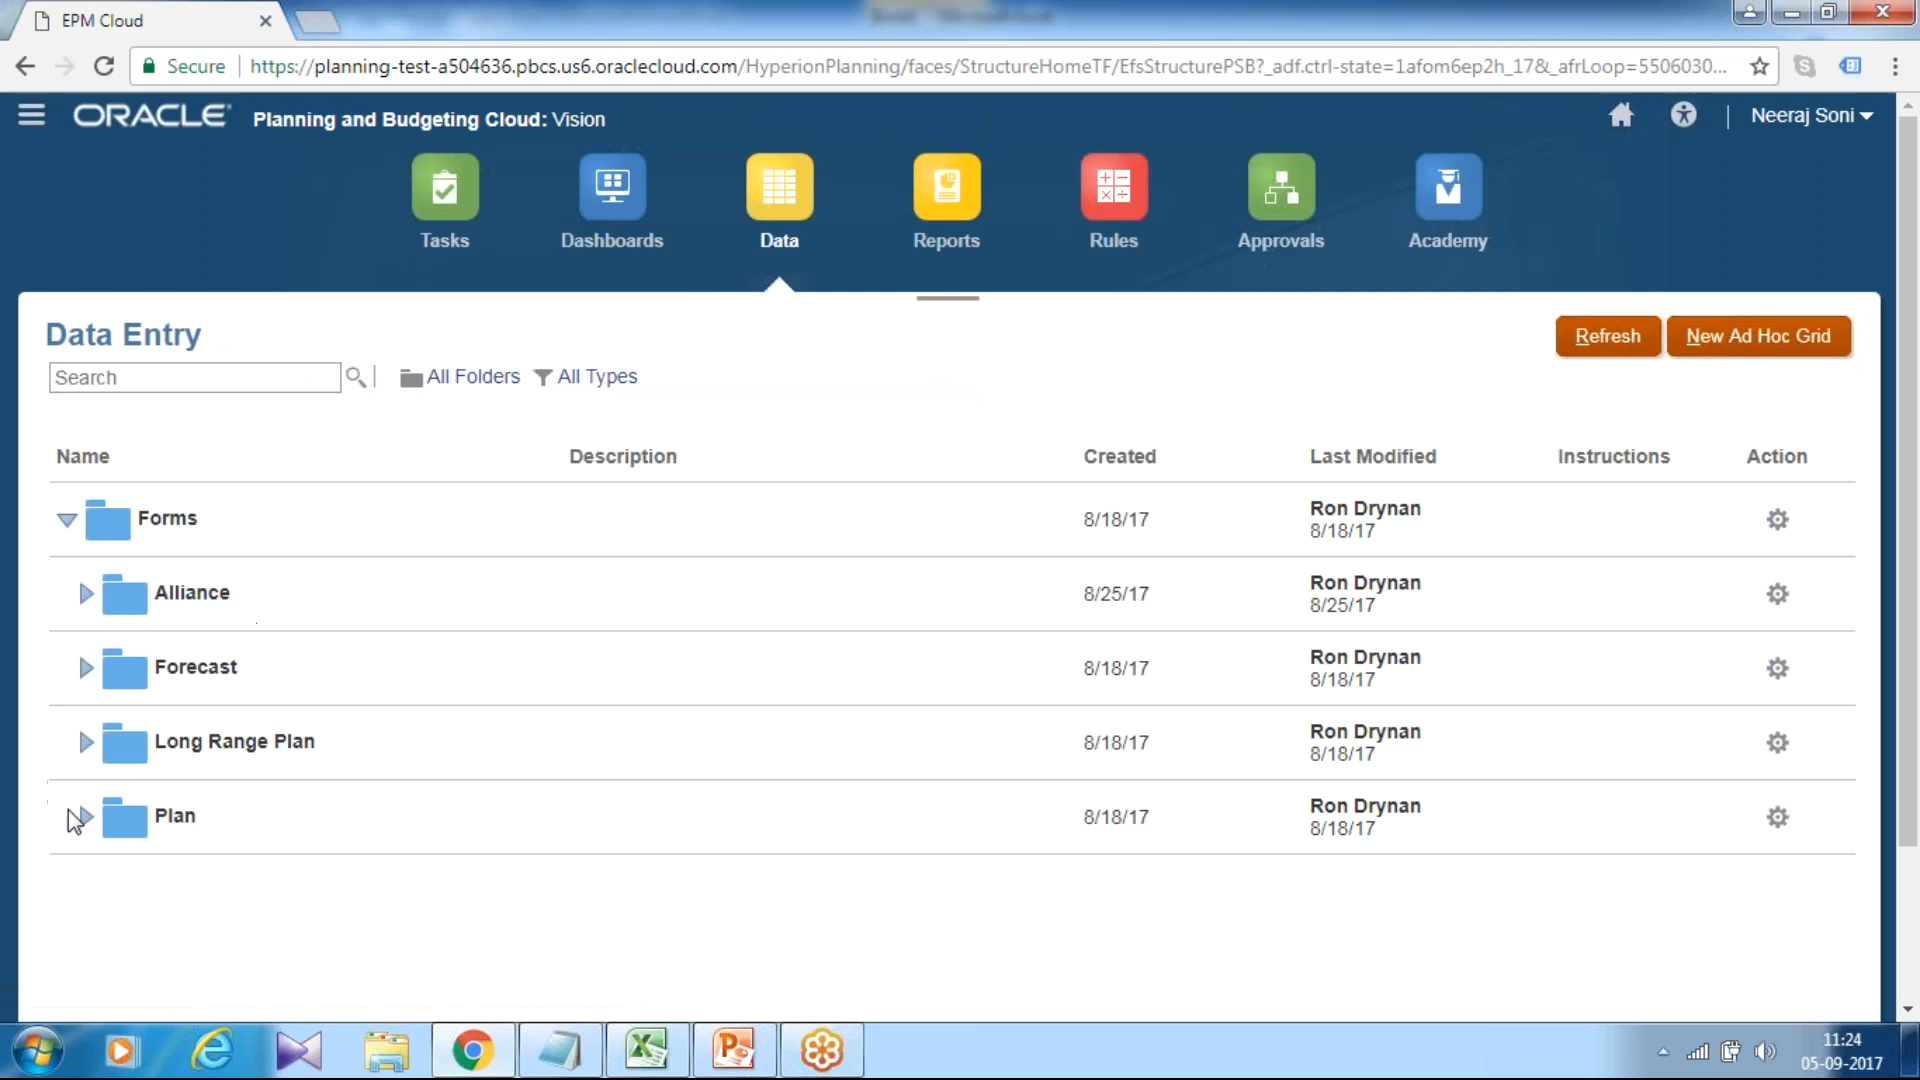 EPM Cloud
Secure
https://planning-test-a504636.pbcs.us6.oraclecloud.com/HyperionPlanning/faces/StructureHomeTF/EfsStructurePSB?_adf.ctrl-state=1afom6ep2h_17&_afrLoop=5506030...
ORACLE Planning and Budgeting Cloud: Vision
Neeraj Soni
Tasks Dashboards Data Reports Rules Approvals Academy
Data Entry
Refresh New Ad Hoc Grid
Search All Folders All Types
Name Description Created Last Modified Instructions Action
Forms 8/18/17 Ron Drynan
8/18/17
Alliance 8/25/17 Ron Drynan
8/25/17
Forecast 8/18/17 Ron Drynan
8/18/17
Long Range Plan 8/18/17 Ron Drynan
8/18/17
Plan 8/18/17 Ron Drynan
8/18/17
11:24
05-09-2017